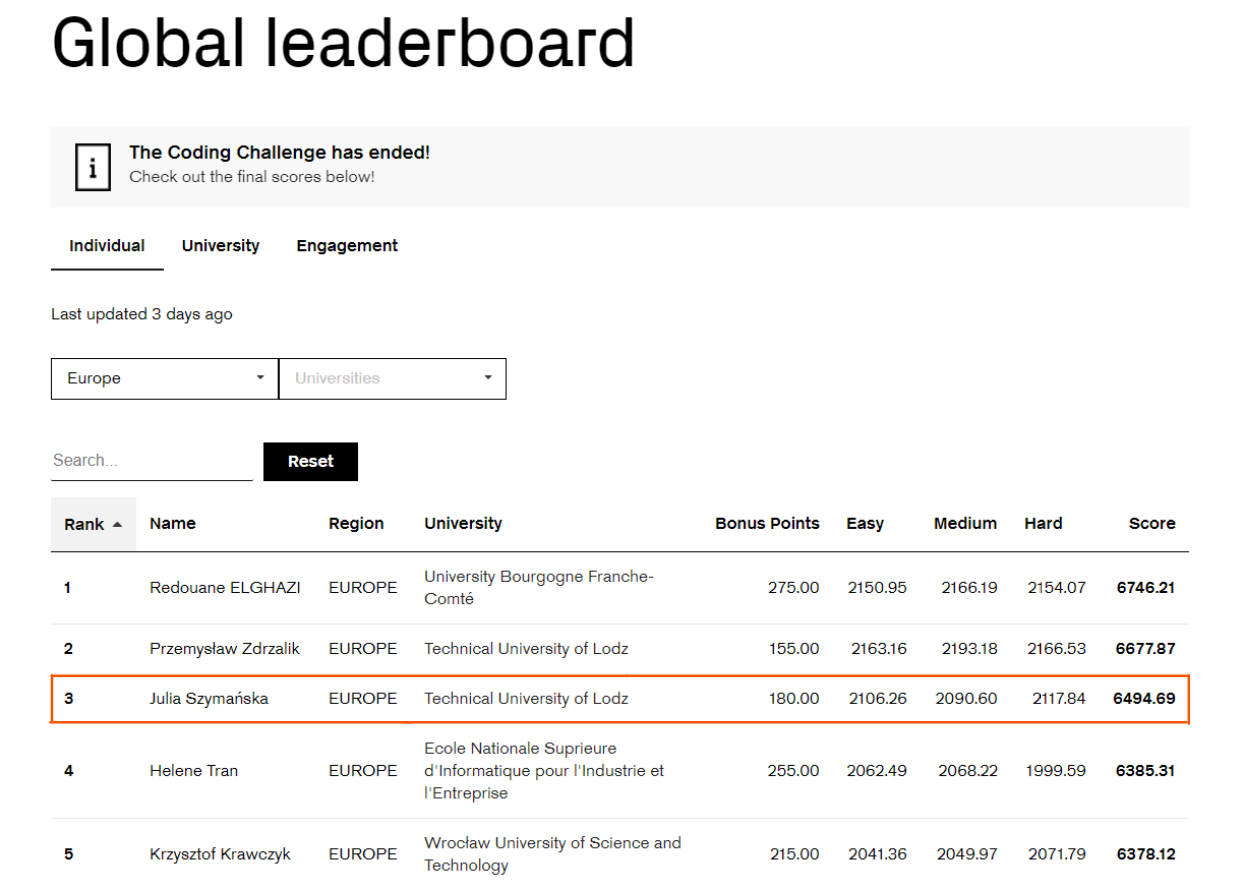 Global leaderboard
The Coding Challenge has ended!
Check out the final scores below!
Individual University Engagement
Last updated 3 days ago
Europe Universities
Search... Reset
Rank Name Region University Bonus Points Easy Medium Hard Score
1 Redouane ELGHAZI EUROPE University Bourgogne Franche-
Comté 275.00 2150.95 2166.19 2154.07 6746.21
2 Przemysław Zdrzalik EUROPE Technical University of Lodz 155.00 2163.16 2193.18 2166.53 6677.87
3 Julia Szymańska EUROPE Technical University of Lodz 180.00 2106.26 2090.60 2117.84 6494.69
4 Helene Tran EUROPE Ecole Nationale Suprieure
d'Informatique pour l'Industrie et
l'Entreprise 255.00 2062.49 2068.22 1999.59 6385.31
5 Krzysztof Krawczyk EUROPE Wrocław University of Science and
Technology 215.00 2041.36 2049.97 2071.79 6378.12